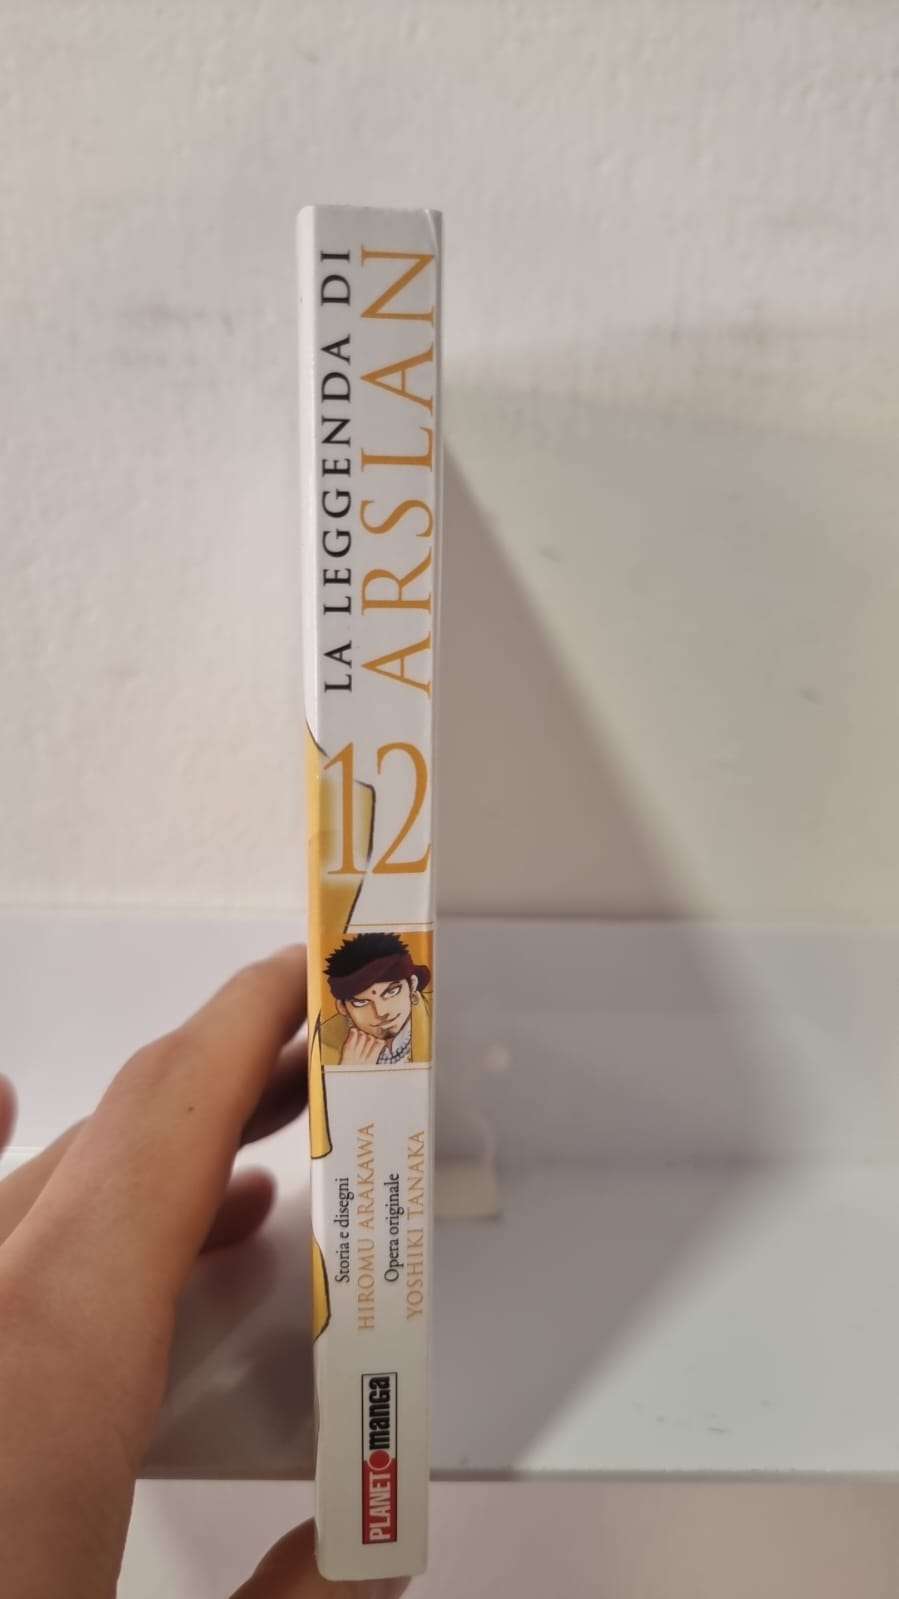 LA LEGGENDA DI
ARSLAN
12
Storia e disegni
HIROMU ARAKAWA
Opera originale
YOSHIKI TANAKA
PLANET manga